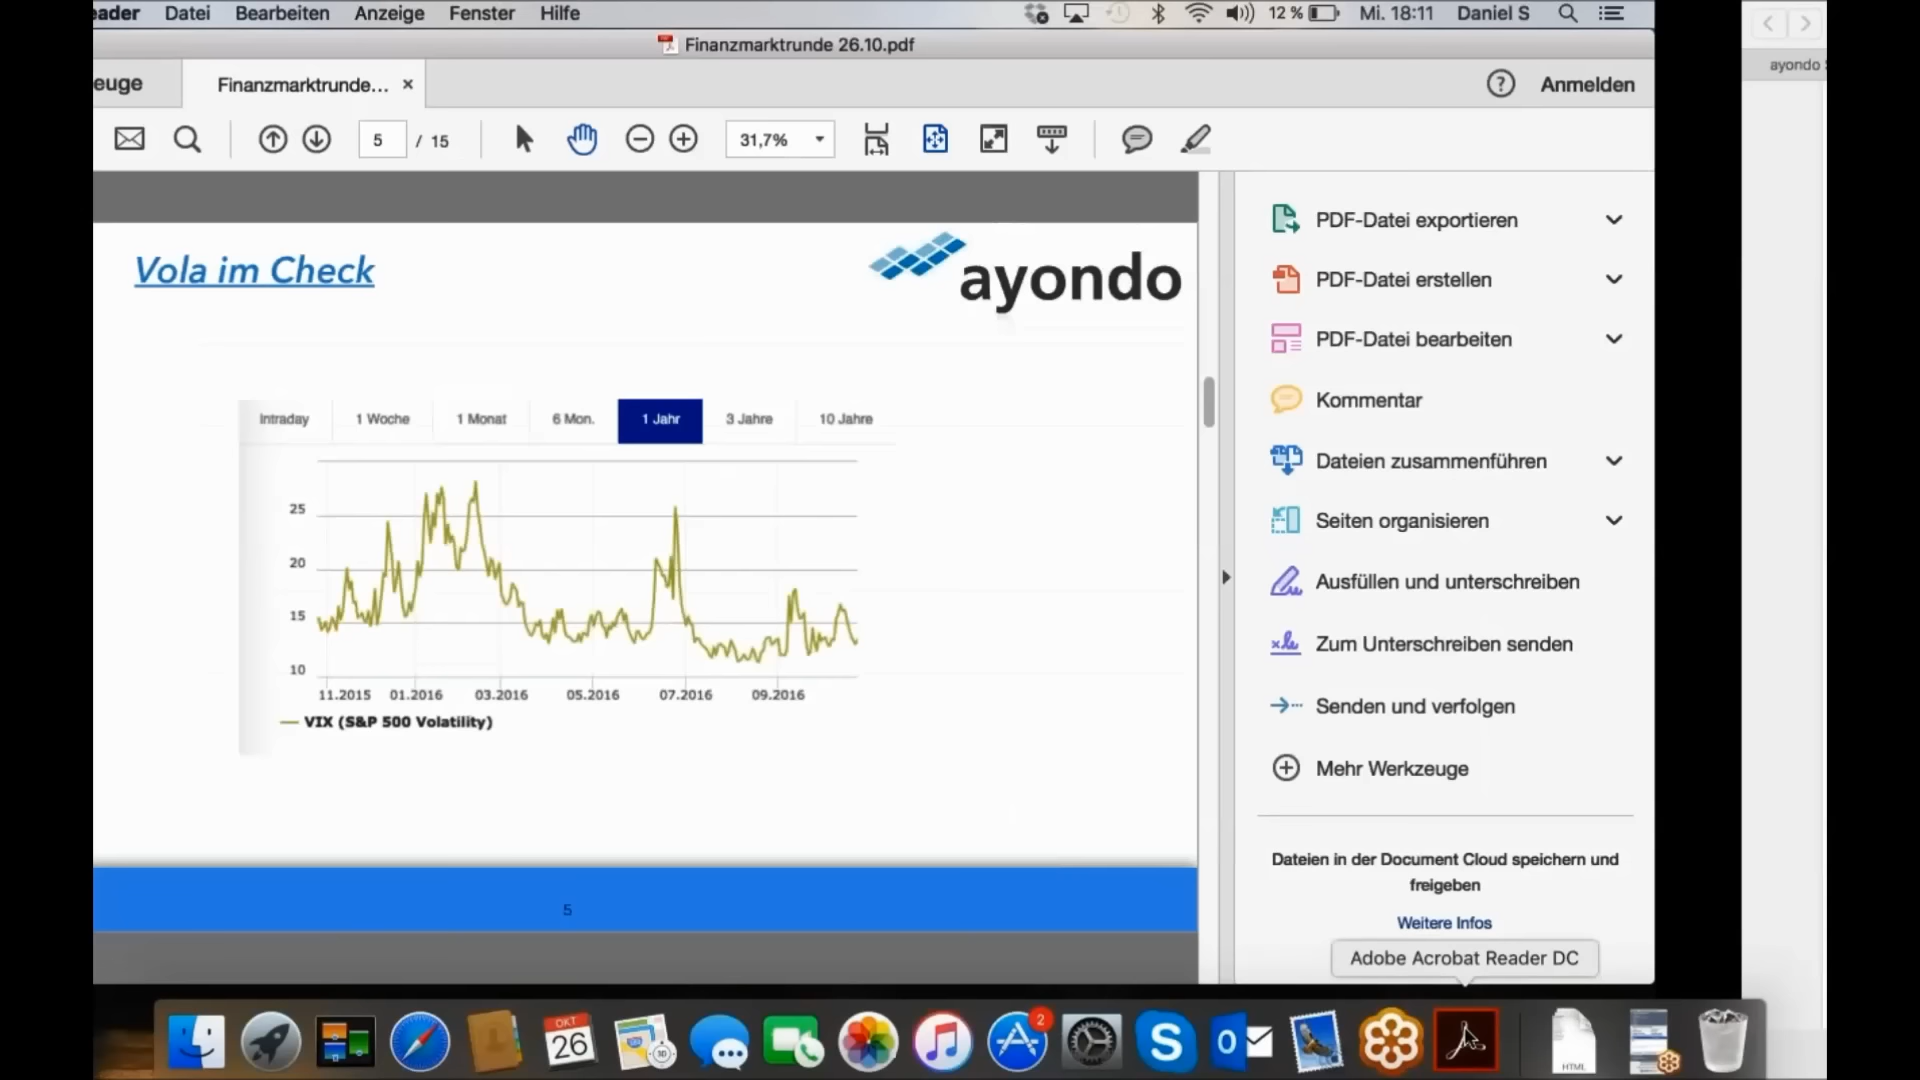 eader Datei Bearbeiten Anzeige Fenster Hilfe 12 % Mi. 18:11 Daniel S
Finanzmarktrunde 26.10.pdf
ayondo
euge Finanzmarktrunde... × Anmelden
5 / 15 31,7%
Vola im Check
ayondo
Intraday 1 Woche 1 Monat 6 Mon. 1 Jahr 3 Jahre 10 Jahre
25
20
15
10
11.2015 01.2016 03.2016 05.2016 07.2016 09.2016
VIX (S&P 500 Volatility)
5
PDF-Datei exportieren
PDF-Datei erstellen
PDF-Datei bearbeiten
Kommentar
Dateien zusammenführen
Seiten organisieren
Ausfüllen und unterschreiben
Zum Unterschreiben senden
Senden und verfolgen
Mehr Werkzeuge
Dateien in der Document Cloud speichern und
freigeben
Weitere Infos
Adobe Acrobat Reader DC
OKT
26
3D
2
S
O
HTML